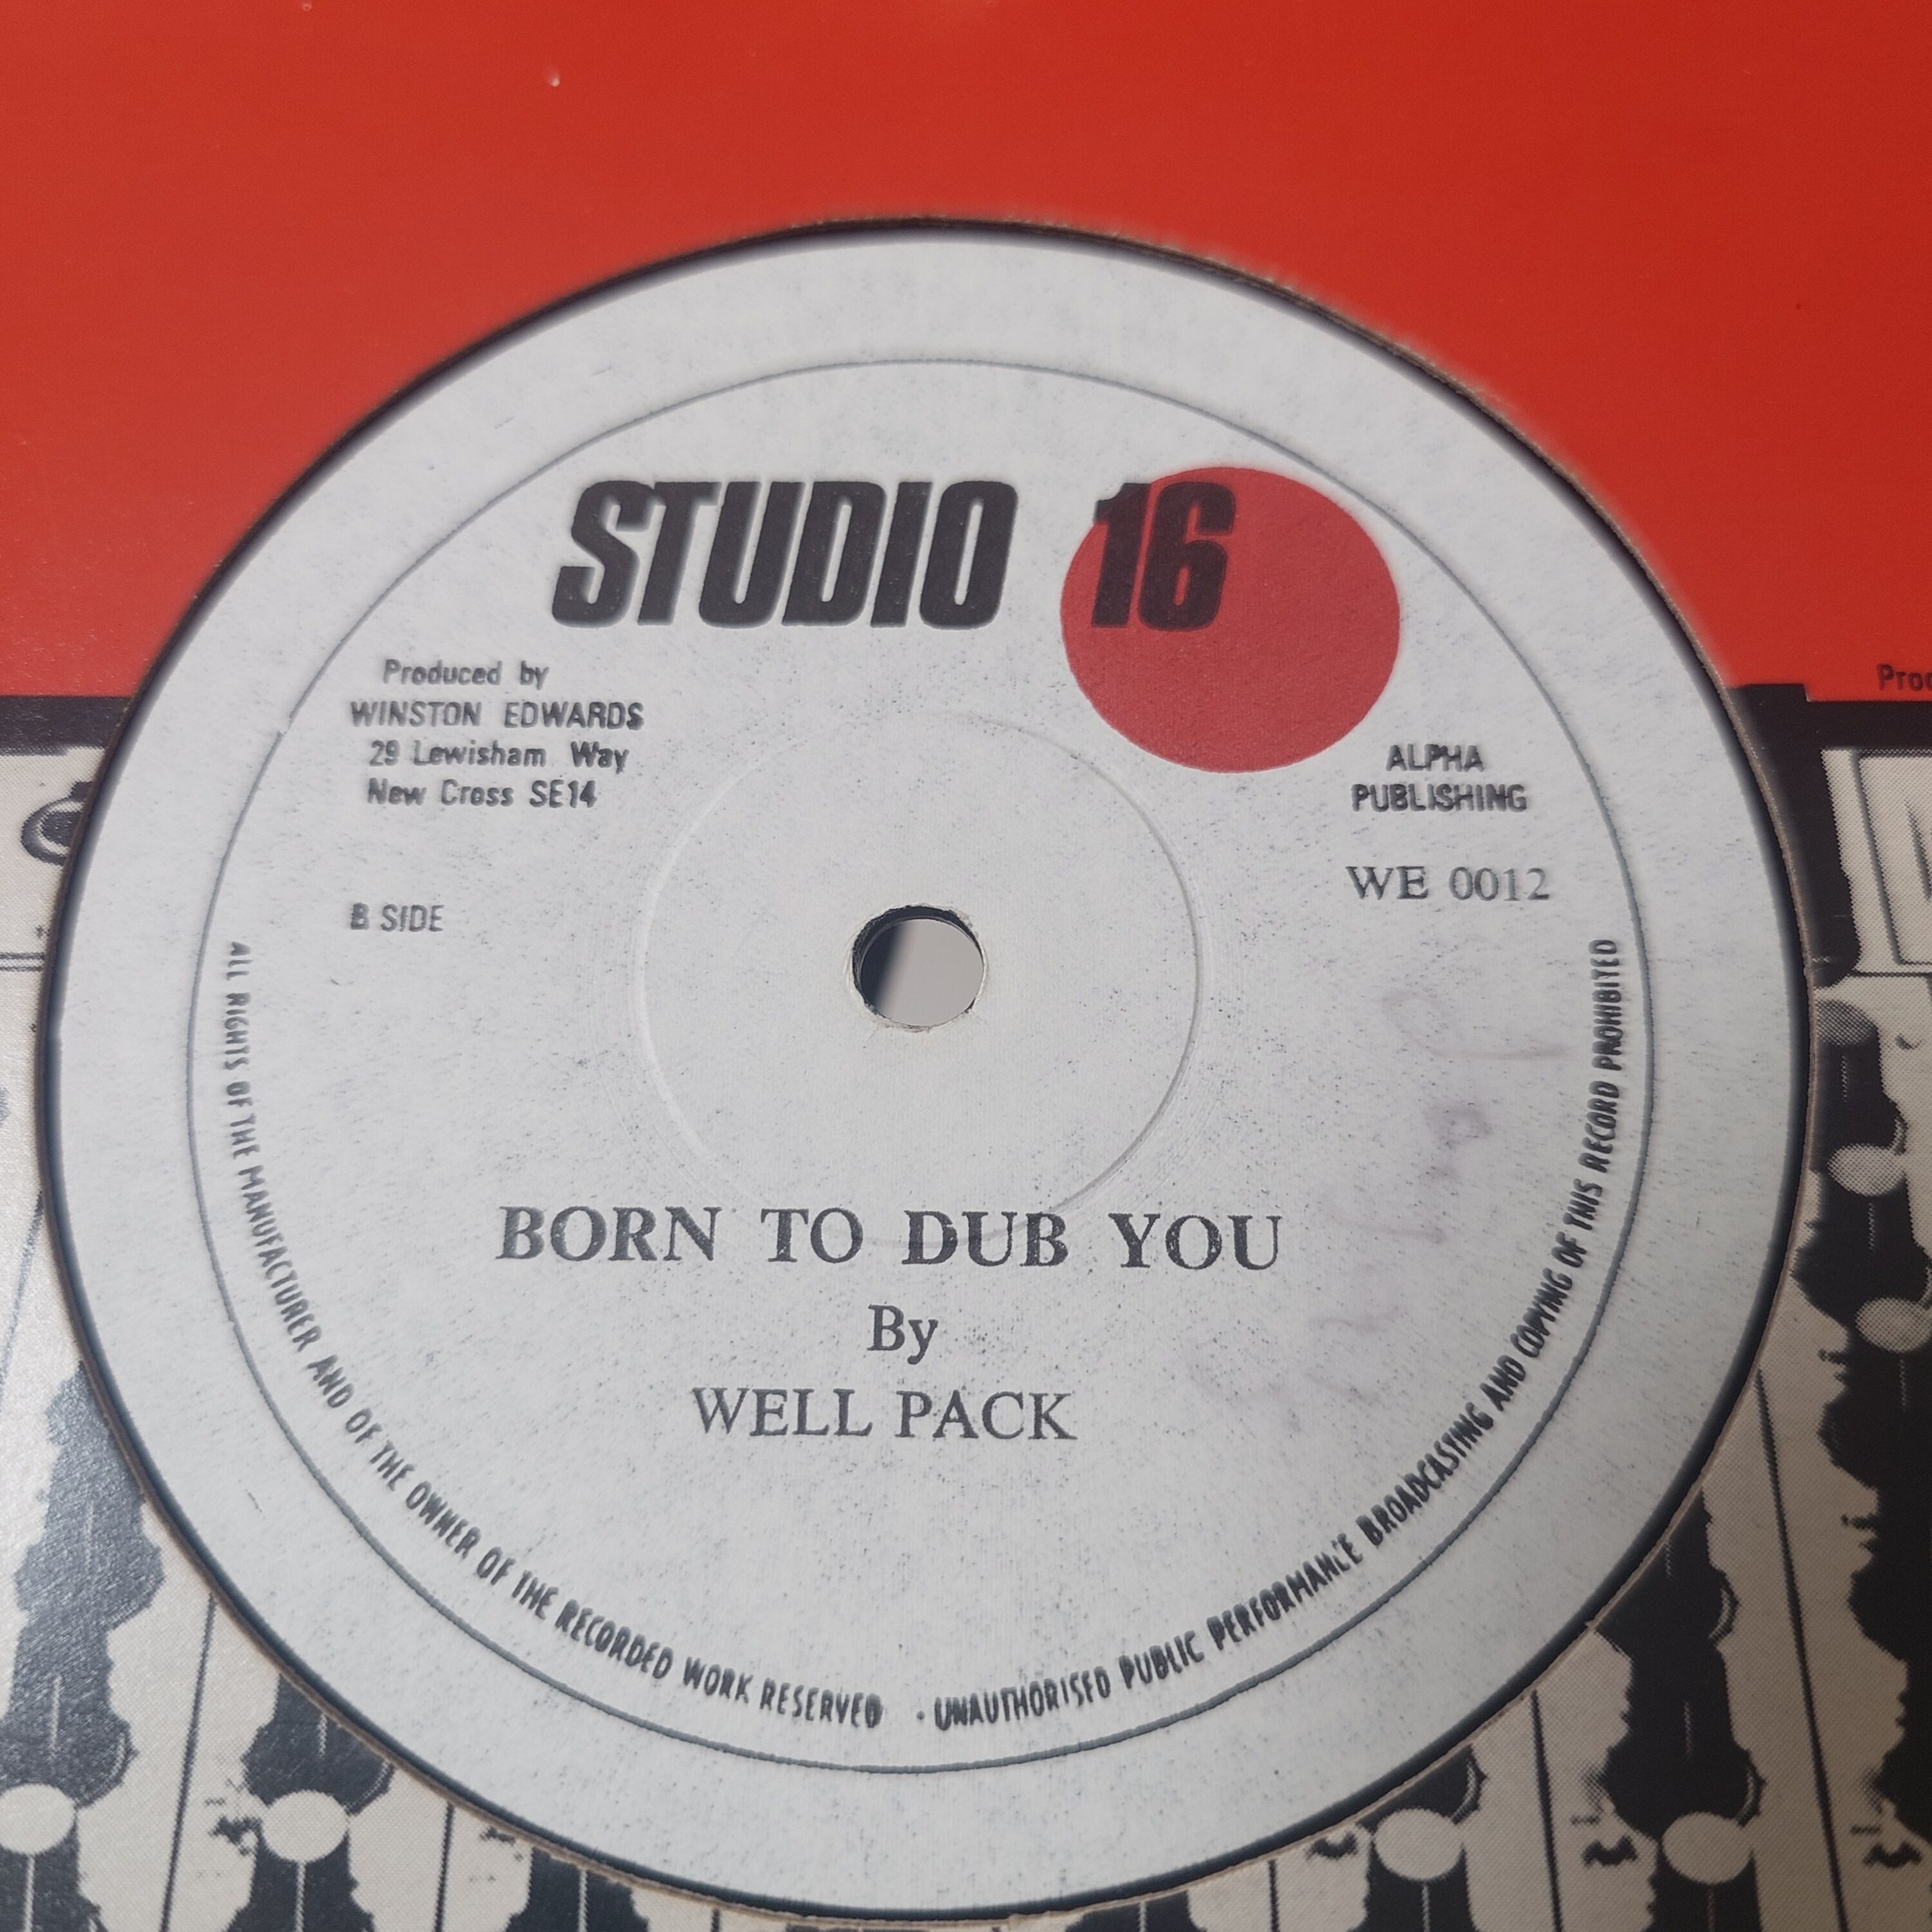 STUDIO 16
Produced by
WINSTON EDWARDS
29 Lewisham Way
New Cross SE14
ALPHA
PUBLISHING
WE 0012
B SIDE
BORN TO DUB YOU
By
WELL PACK
ALL RIGHTS OF THE MANUFACTURER AND OF THE OWNER OF THE RECORDED WORK RESERVED · UNAUTHORISED PUBLIC PERFORMANCE BROADCASTING AND COPYING OF THIS RECORD PROHIBITED